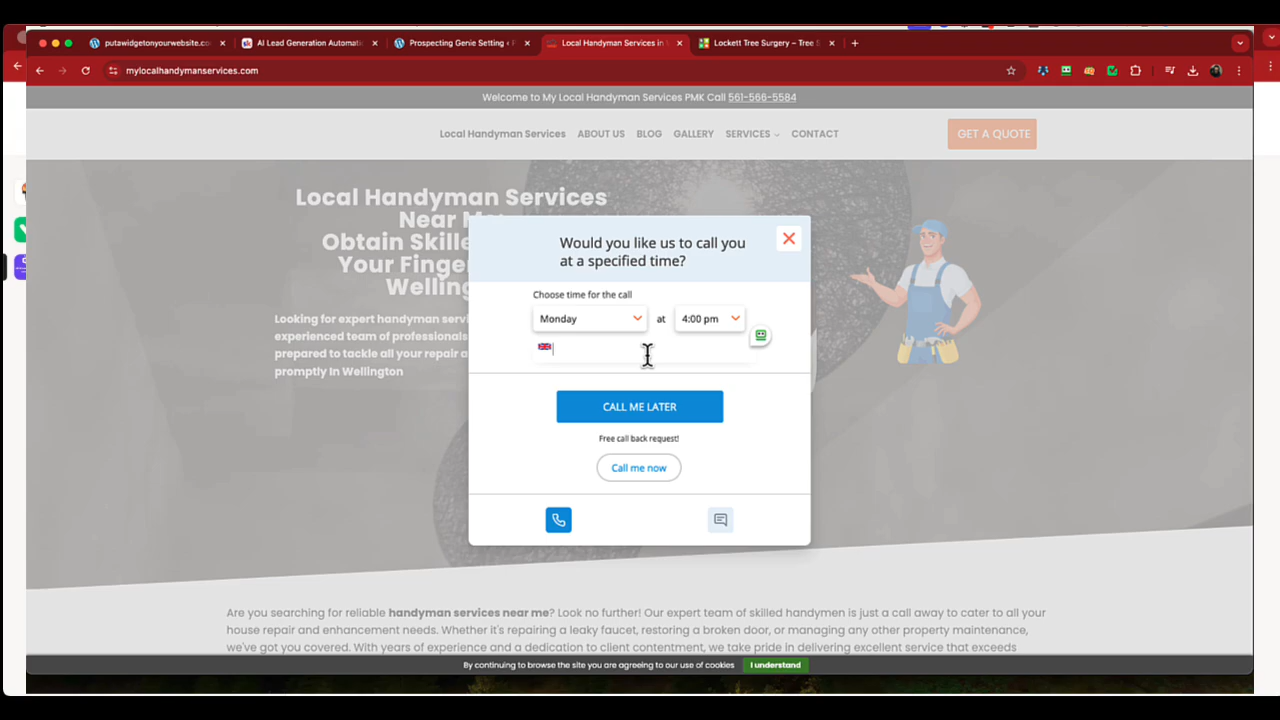 putawidgetonyourwebsite.co
AI Lead Generation Automati
Prospecting Genie Setting ‹
Local Handyman Services in
Lockett Tree Surgery – Tree S
mylocalhandymanservices.com
Welcome to My Local Handyman Services PMK Call 561-566-5584
Local Handyman Services ABOUT US BLOG GALLERY SERVICES CONTACT
GET A QUOTE
Local Handyman Services
Near
Obtain Skille
Your Finger
Welling
Looking for expert handyman servi
experienced team of professionals
prepared to tackle all your repair a
promptly In Wellington
Would you like us to call you
at a specified time?
Choose time for the call
Monday at 4:00 pm
CALL ME LATER
Free call back request!
Call me now
Are you searching for reliable handyman services near me? Look no further! Our expert team of skilled handymen is just a call away to cater to all your
house repair and enhancement needs. Whether it's repairing a leaky faucet, restoring a broken door, or managing any other property maintenance,
we've got you covered. With years of experience and a dedication to client contentment, we take pride in delivering excellent service that exceeds
By continuing to browse the site you are agreeing to our use of cookies I understand